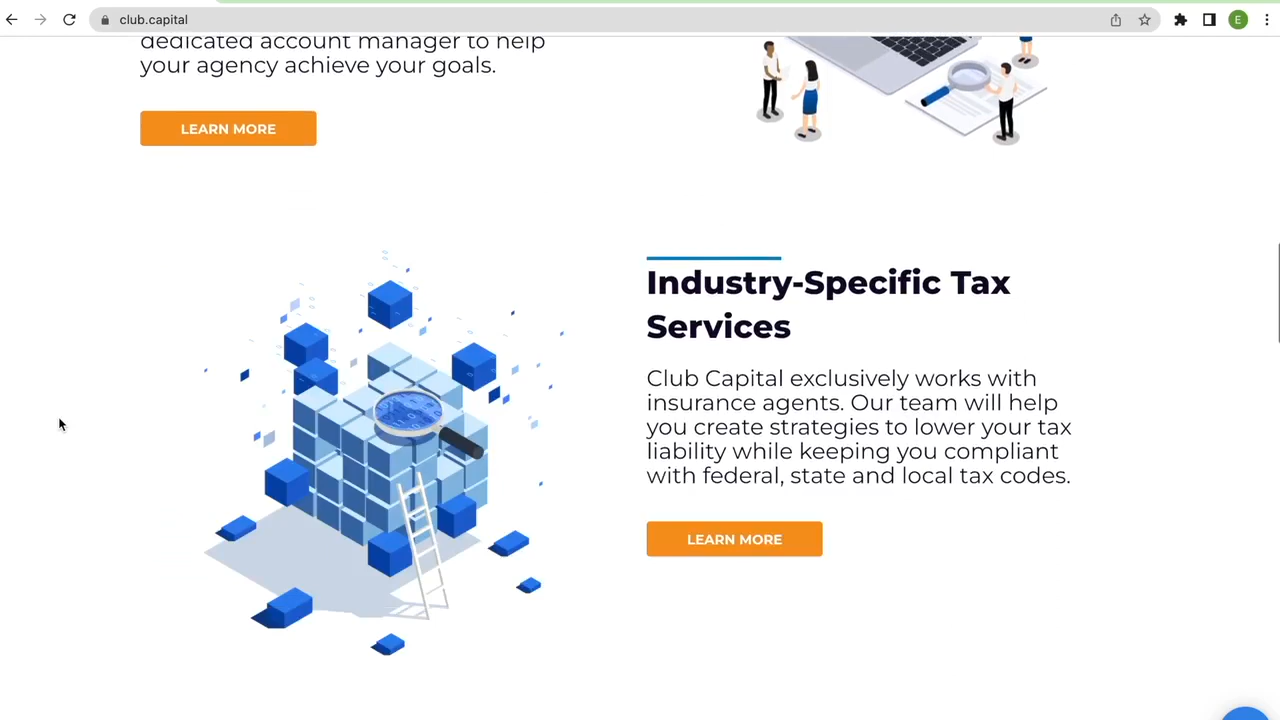 club.capital
E
dedicated account manager to help
your agency achieve your goals.
LEARN MORE
Industry-Specific Tax
Services
Club Capital exclusively works with
insurance agents. Our team will help
you create strategies to lower your tax
liability while keeping you compliant
with federal, state and local tax codes.
LEARN MORE